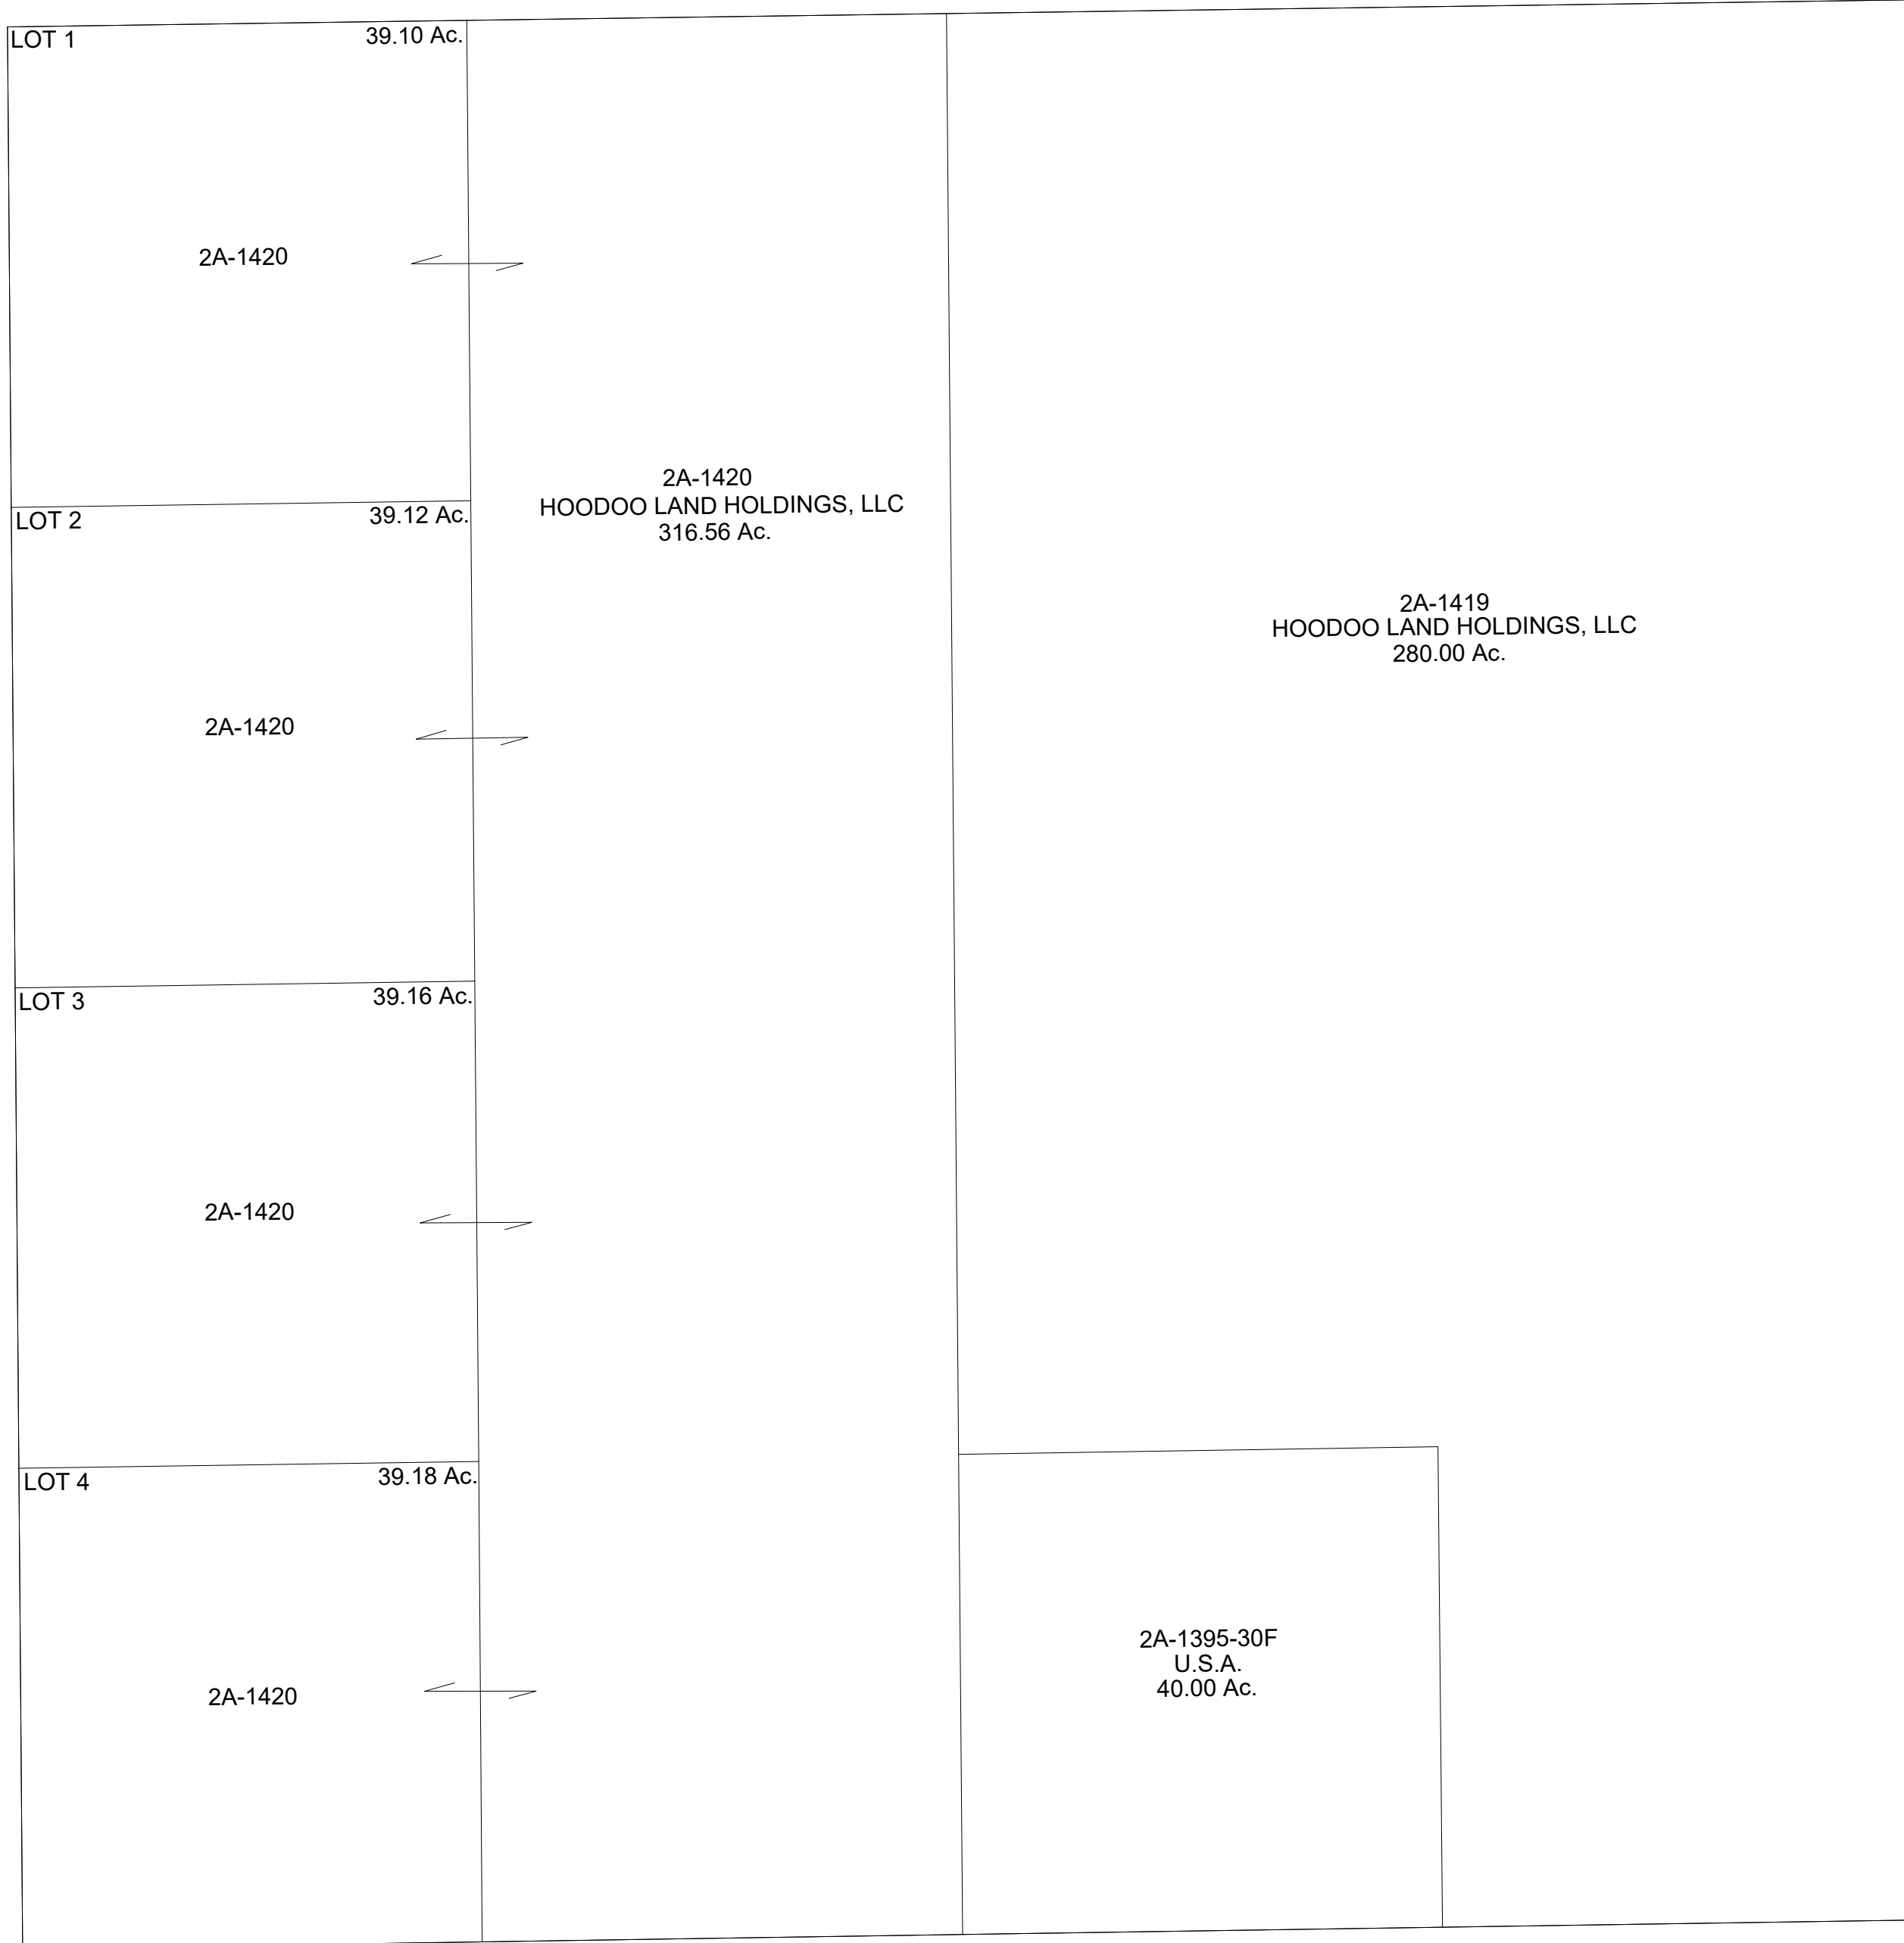 LOT 1
39.10 Ac.
2A-1420
LOT 2
39.12 Ac.
2A-1420
LOT 3
39.16 Ac.
2A-1420
LOT 4
39.18 Ac.
2A-1420
2A-1420
HOODOO LAND HOLDINGS, LLC
316.56 Ac.
2A-1419
HOODOO LAND HOLDINGS, LLC
280.00 Ac.
2A-1395-30F
U.S.A.
40.00 Ac.